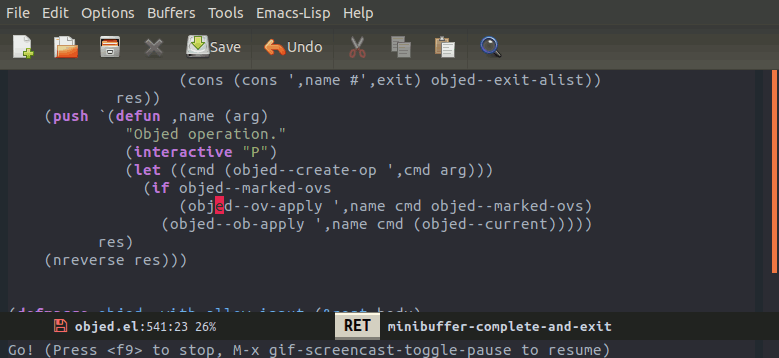 File Edit Options Buffers Tools Emacs-Lisp Help
Save Undo
(cons (cons ',name #',exit) objed--exit-alist))
res))
(push `(defun ,name (arg)
"Objed operation."
(interactive "P")
(let ((cmd (objed--create-op ',cmd arg)))
(if objed--marked-ovs
(objed--ov-apply ',name cmd objed--marked-ovs)
(objed--ob-apply ',name cmd (objed--current)))))
res)
(nreverse res)))
objed.el:541:23 26% RET minibuffer-complete-and-exit
Go! (Press <f9> to stop, M-x gif-screencast-toggle-pause to resume)